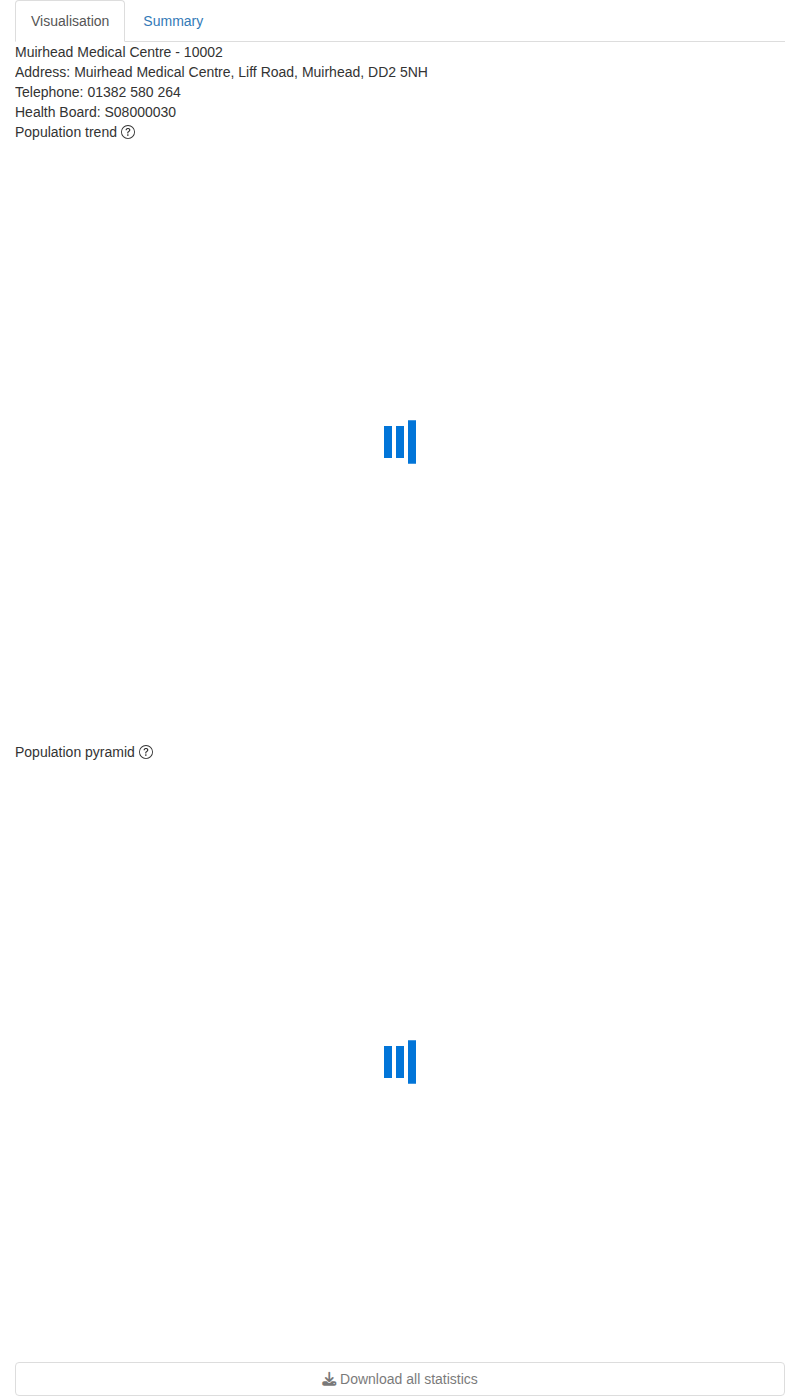 Visualisation
Summary
Muirhead Medical Centre - 10002
Address: Muirhead Medical Centre, Liff Road, Muirhead, DD2 5NH
Telephone: 01382 580 264
Health Board: S08000030
Population trend ?
Population pyramid ?
Download all statistics